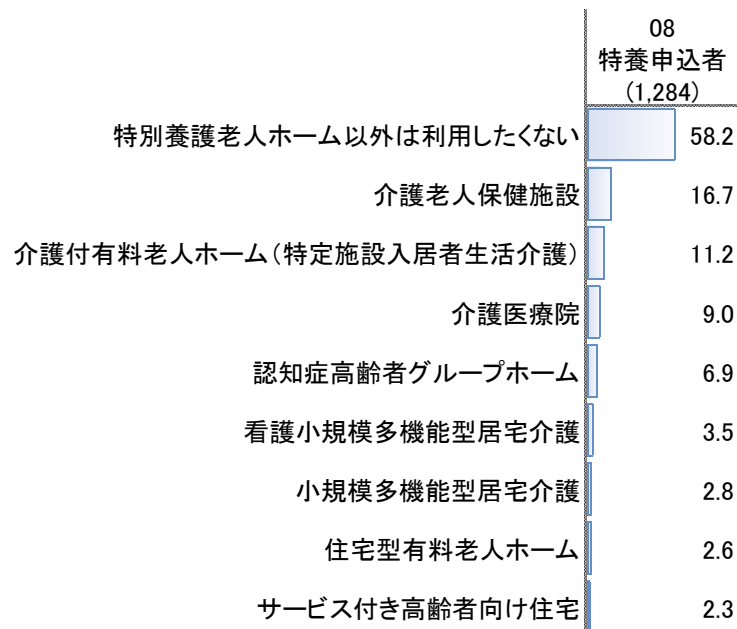 08
特養申込者
(1,284)
特別養護老人ホーム以外は利用したくない 58.2
介護老人保健施設 16.7
介護付有料老人ホーム（特定施設入居者生活介護） 11.2
介護医療院 9.0
認知症高齢者グループホーム 6.9
看護小規模多機能型居宅介護 3.5
小規模多機能型居宅介護 2.8
住宅型有料老人ホーム 2.6
サービス付き高齢者向け住宅 2.3